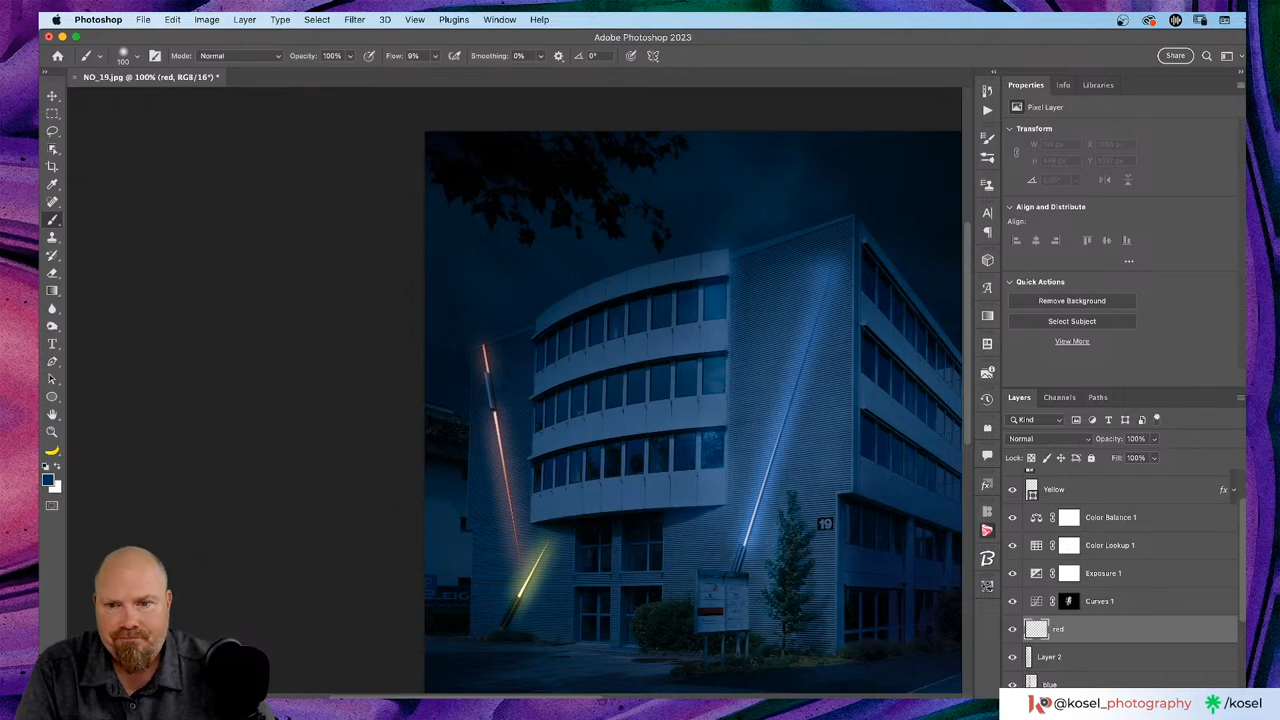 Photoshop File Edit Image Layer Type Select Filter 3D View Plugins Window Help
Adobe Photoshop 2023
100 Mode: Normal Opacity: 100% Flow: 9% Smoothing: 0% 0° Share
NO_19.jpg @ 100% (red, RGB/16*) *
Properties Info Libraries
Pixel Layer
Transform
Align and Distribute
Align:
Quick Actions
Remove Background
Select Subject
View More
Layers Channels Paths
Kind
Normal Opacity: 100%
Lock: Fill: 100%
Yellow fx
Color Balance 1
Color Lookup 1
Exposure 1
Curves 1
red
Layer 2
blue
19
@kosel_photography /kosel